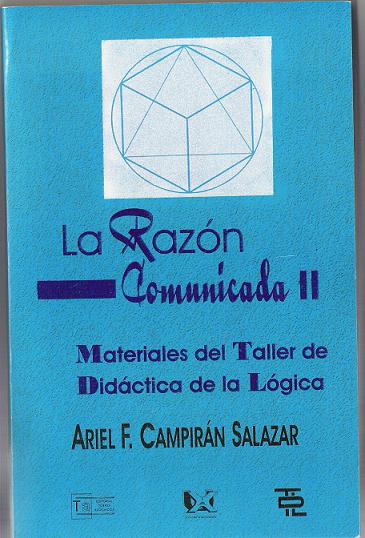 La Razón
Comunicada II
Materiales del Taller de
Didáctica de la Lógica
ARIEL F. CAMPIRÁN SALAZAR